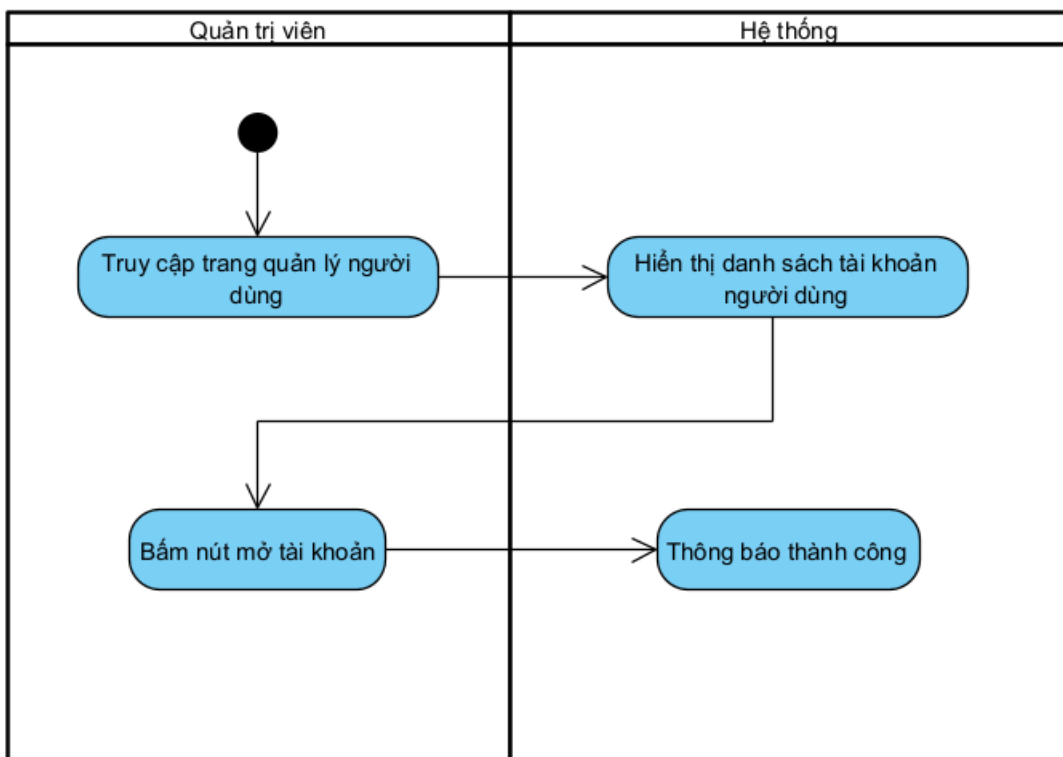 Quản trị viên
Hệ thống
Truy cập trang quản lý người
dùng
Hiển thị danh sách tài khoản
người dùng
Bấm nút mở tài khoản
Thông báo thành công